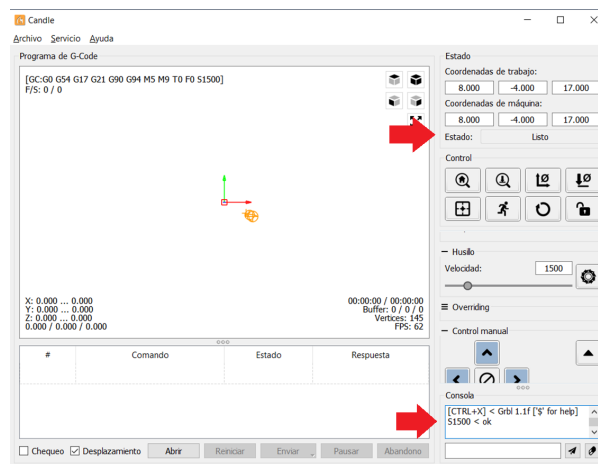 Candle
Archivo Servicio Ayuda
Programa de G-Code
[GC:G0 G54 G17 G21 G90 G94 M5 M9 T0 F0 S1500]
F/S: 0 / 0
X: 0.000 ... 0.000
Y: 0.000 ... 0.000
Z: 0.000 ... 0.000
0.000 / 0.000 / 0.000
00:00:00 / 00:00:00
Buffer: 0 / 0 / 0
Vertices: 145
FPS: 62
# Comando Estado Respuesta
Chequeo Desplazamiento Abrir Reiniciar Enviar Pausar Abandono
Estado
Coordenadas de trabajo:
8.000 -4.000 17.000
Coordenadas de máquina:
8.000 -4.000 17.000
Estado: Listo
Control
Husilo
Velocidad: 1500
Overriding
Control manual
Consola
[CTRL+X] < Grbl 1.1f ['$' for help]
S1500 < ok